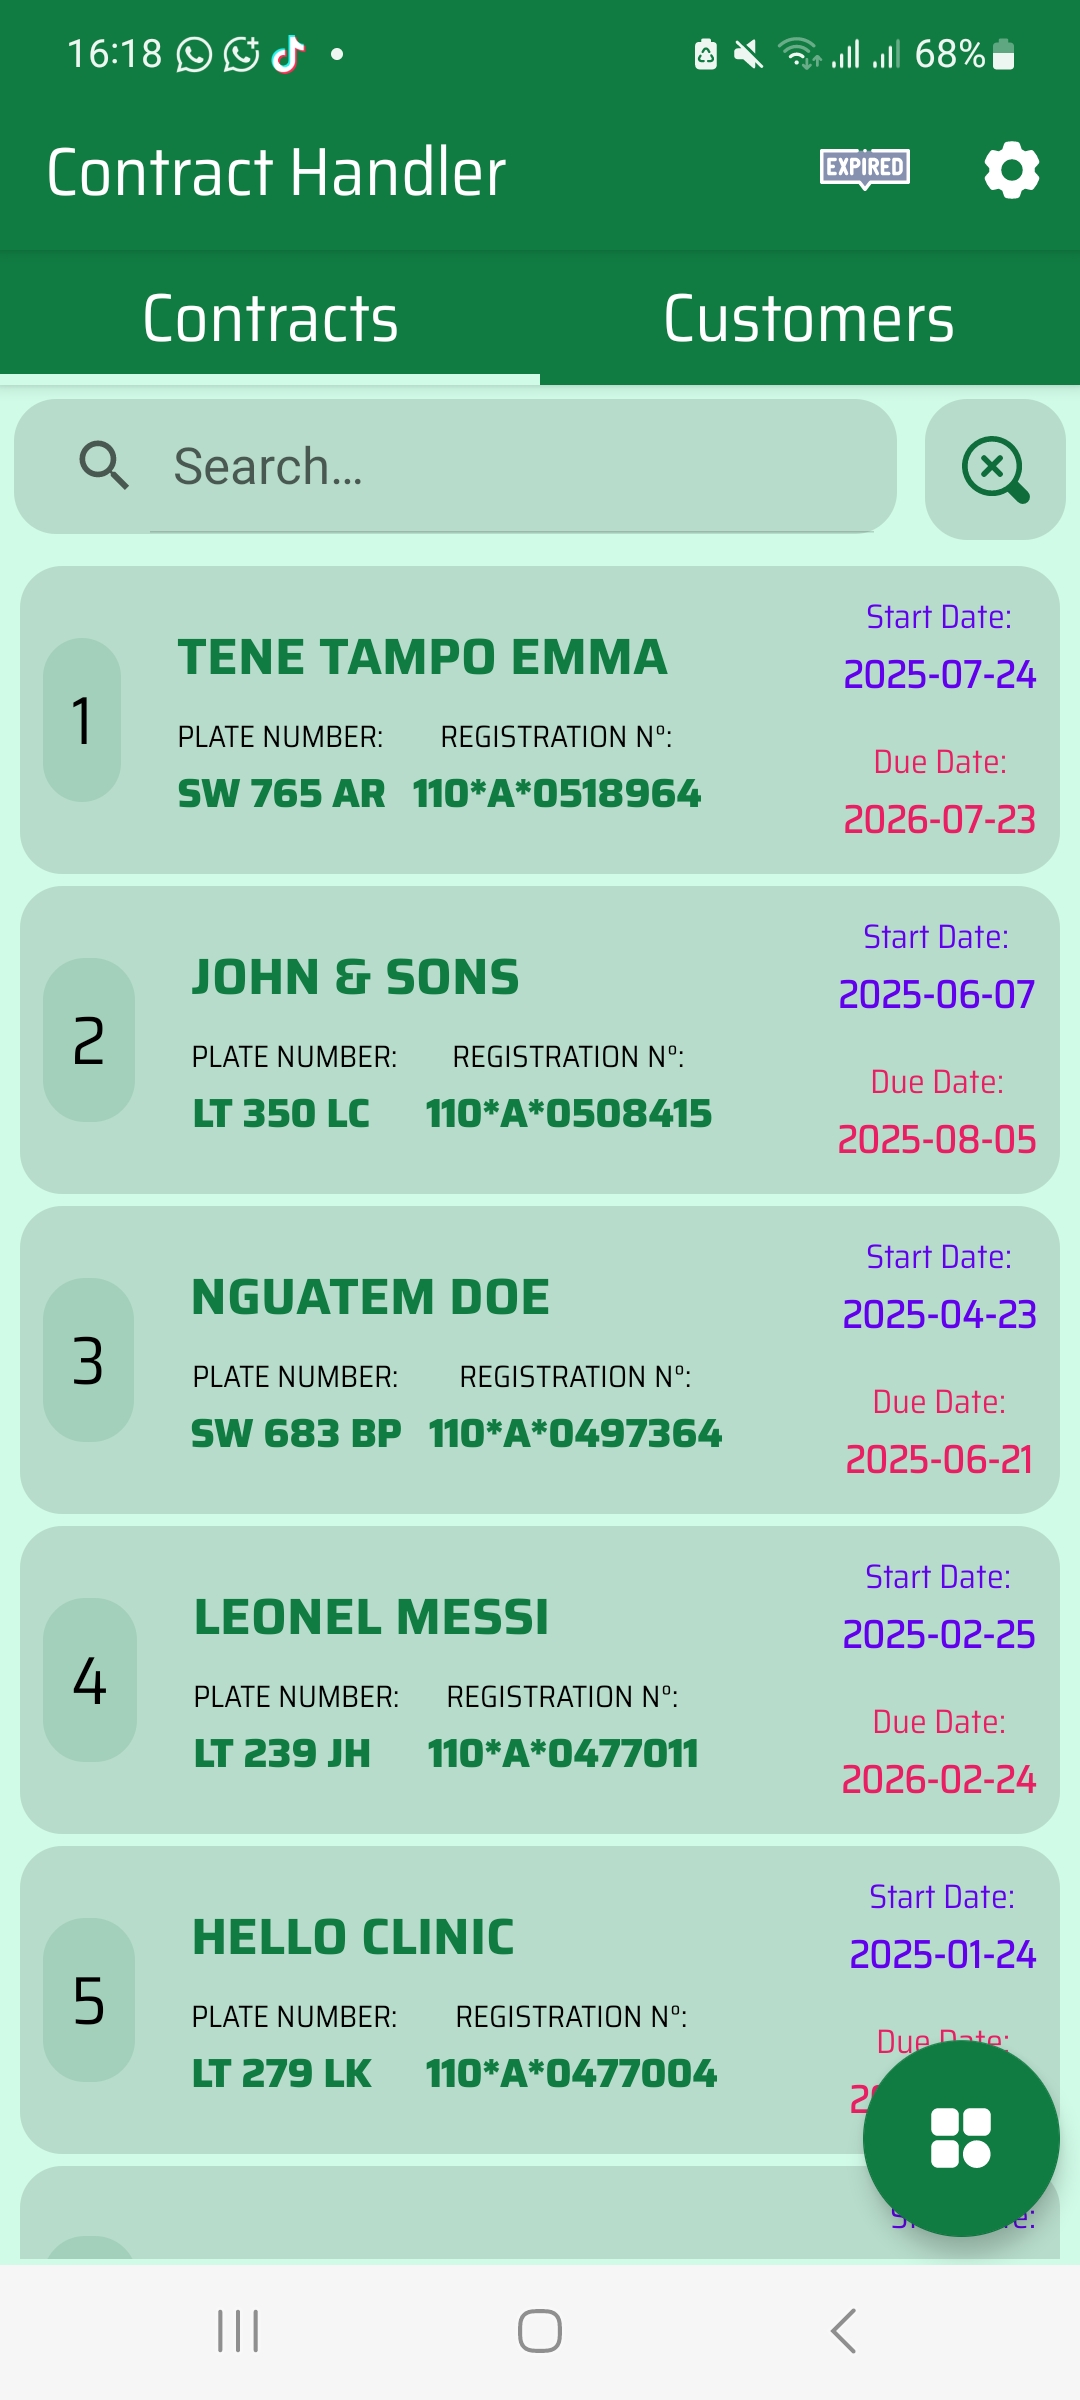 16:18 68%
Contract Handler EXPIRED
Contracts Customers
Search...
Start Date:
TENE TAMPO EMMA 2025-07-24
1
PLATE NUMBER: REGISTRATION Nº: Due Date:
SW 765 AR 110*A*0518964 2026-07-23
Start Date:
JOHN & SONS 2025-06-07
2
PLATE NUMBER: REGISTRATION Nº: Due Date:
LT 350 LC 110*A*0508415 2025-08-05
Start Date:
NGUATEM DOE 2025-04-23
3
PLATE NUMBER: REGISTRATION Nº: Due Date:
SW 683 BP 110*A*0497364 2025-06-21
Start Date:
LEONEL MESSI 2025-02-25
4
PLATE NUMBER: REGISTRATION Nº: Due Date:
LT 239 JH 110*A*0477011 2026-02-24
Start Date:
HELLO CLINIC 2025-01-24
5
PLATE NUMBER: REGISTRATION Nº: Due Date:
LT 279 LK 110*A*0477004